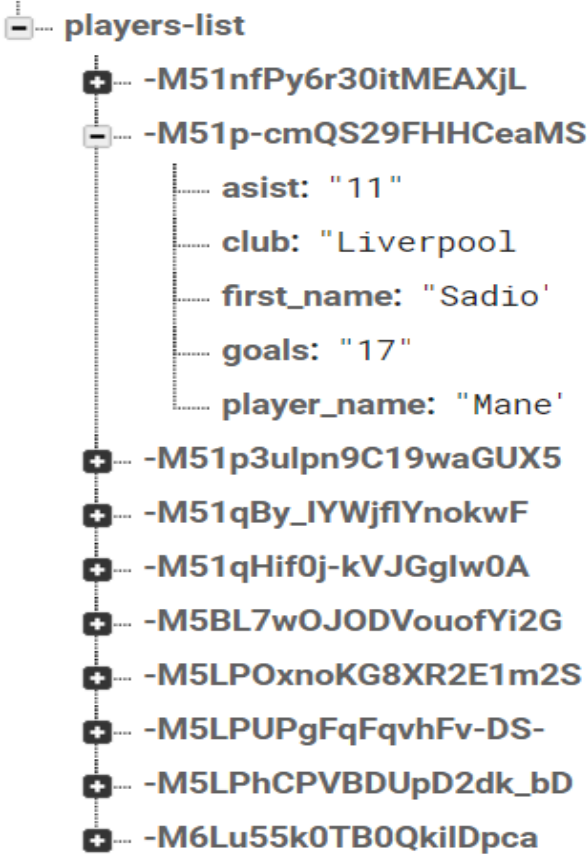 players-list
-M51nfPy6r30itMEAXjL
-M51p-cmQS29FHHCeaMS
asist: "11"
club: "Liverpool
first_name: "Sadio'
goals: "17"
player_name: "Mane'
-M51p3ulpn9C19waGUX5
-M51qBy_IYWjflYnokwF
-M51qHif0j-kVJGglw0A
-M5BL7wOJODVouofYi2G
-M5LPOxnoKG8XR2E1m2S
-M5LPUPgFqFqvhFv-DS-
-M5LPhCPVBDUpD2dk_bD
-M6Lu55k0TB0QkilDpca